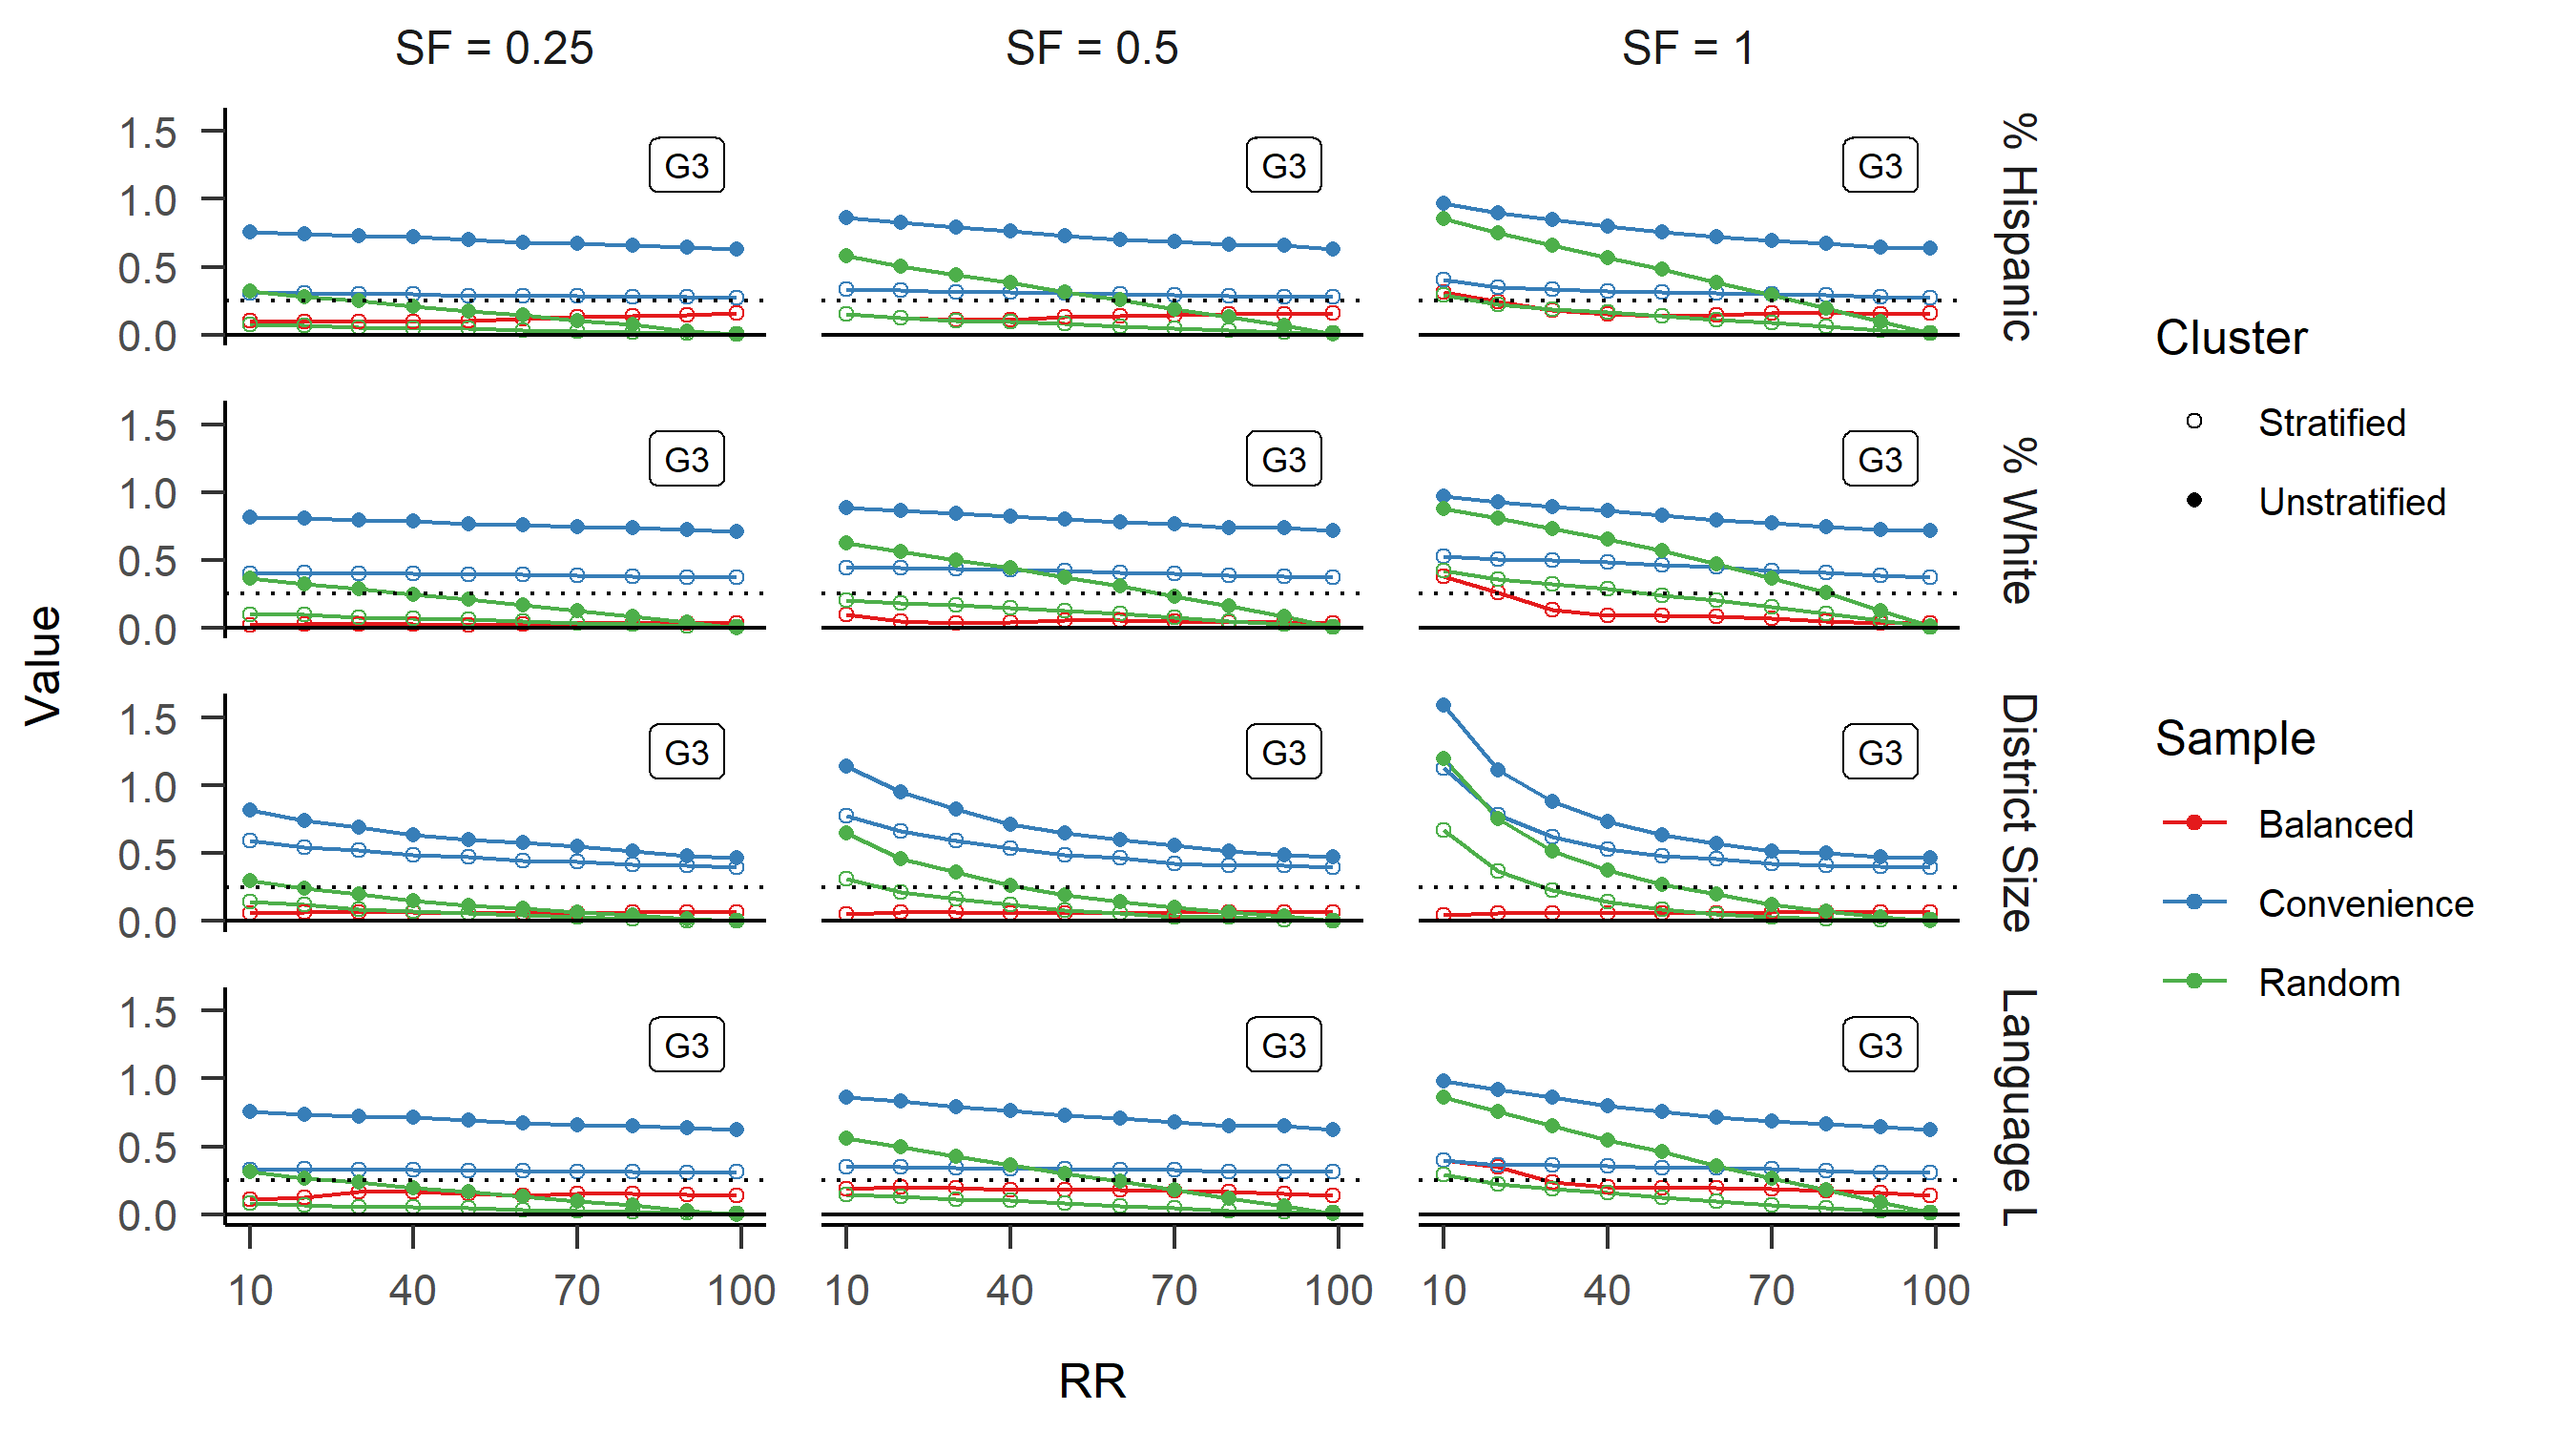 SF = 0.25
SF = 0.5
SF = 1
1.5
1.0
0.5
0.0
G3
G3
G3
% Hispanic
1.5
1.0
0.5
0.0
G3
G3
G3
% White
1.5
1.0
0.5
0.0
G3
G3
G3
District Size
1.5
1.0
0.5
0.0
G3
G3
G3
Language L
Value
10 40 70 100
10 40 70 100
10 40 70 100
RR
Cluster
Stratified
Unstratified
Sample
Balanced
Convenience
Random